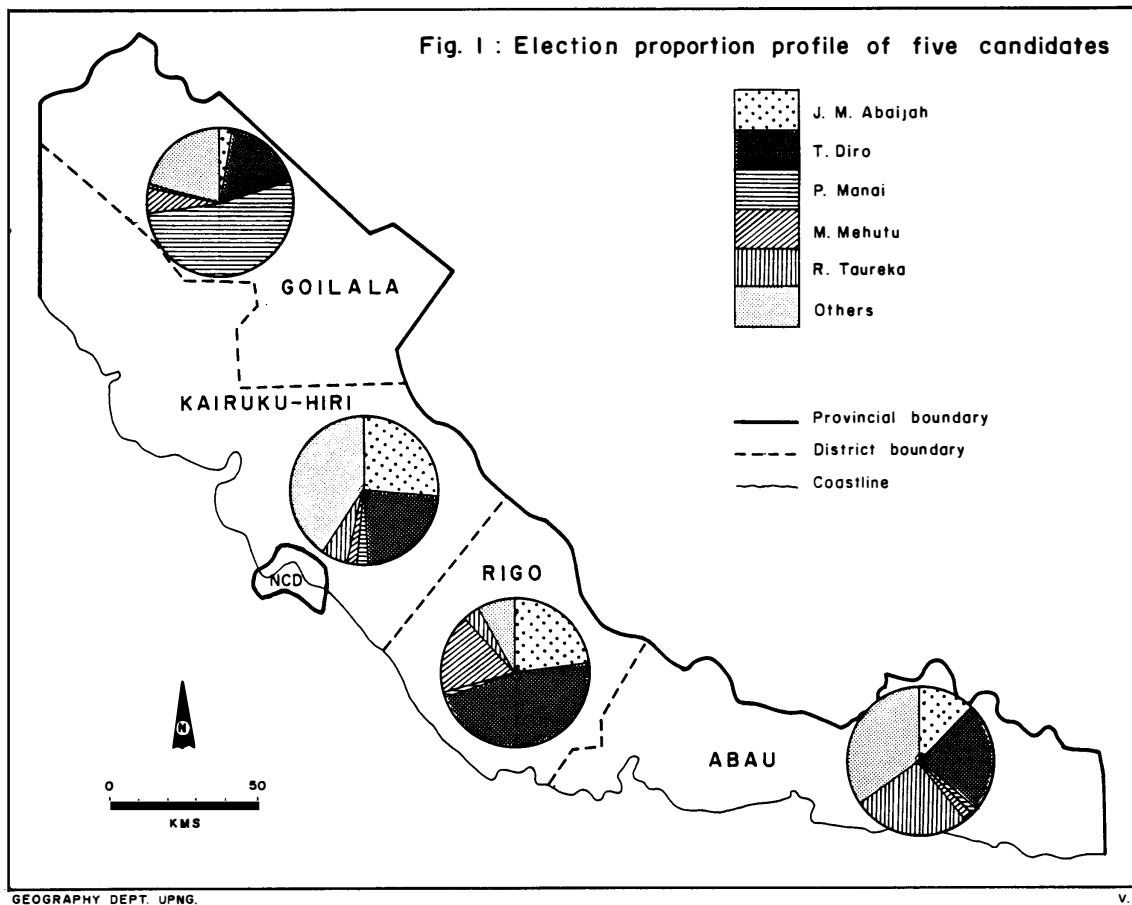 Fig. 1 : Election proportion profile of five candidates
J. M. Abaijah
T. Diro
P. Manai
M. Mehutu
R. Taureka
Others
Provincial boundary
District boundary
Coastline
GOILALA
KAIRUKU-HIRI
NCD
RIGO
ABAU
N
0 50
KMS
GEOGRAPHY DEPT. UPNG.
V.